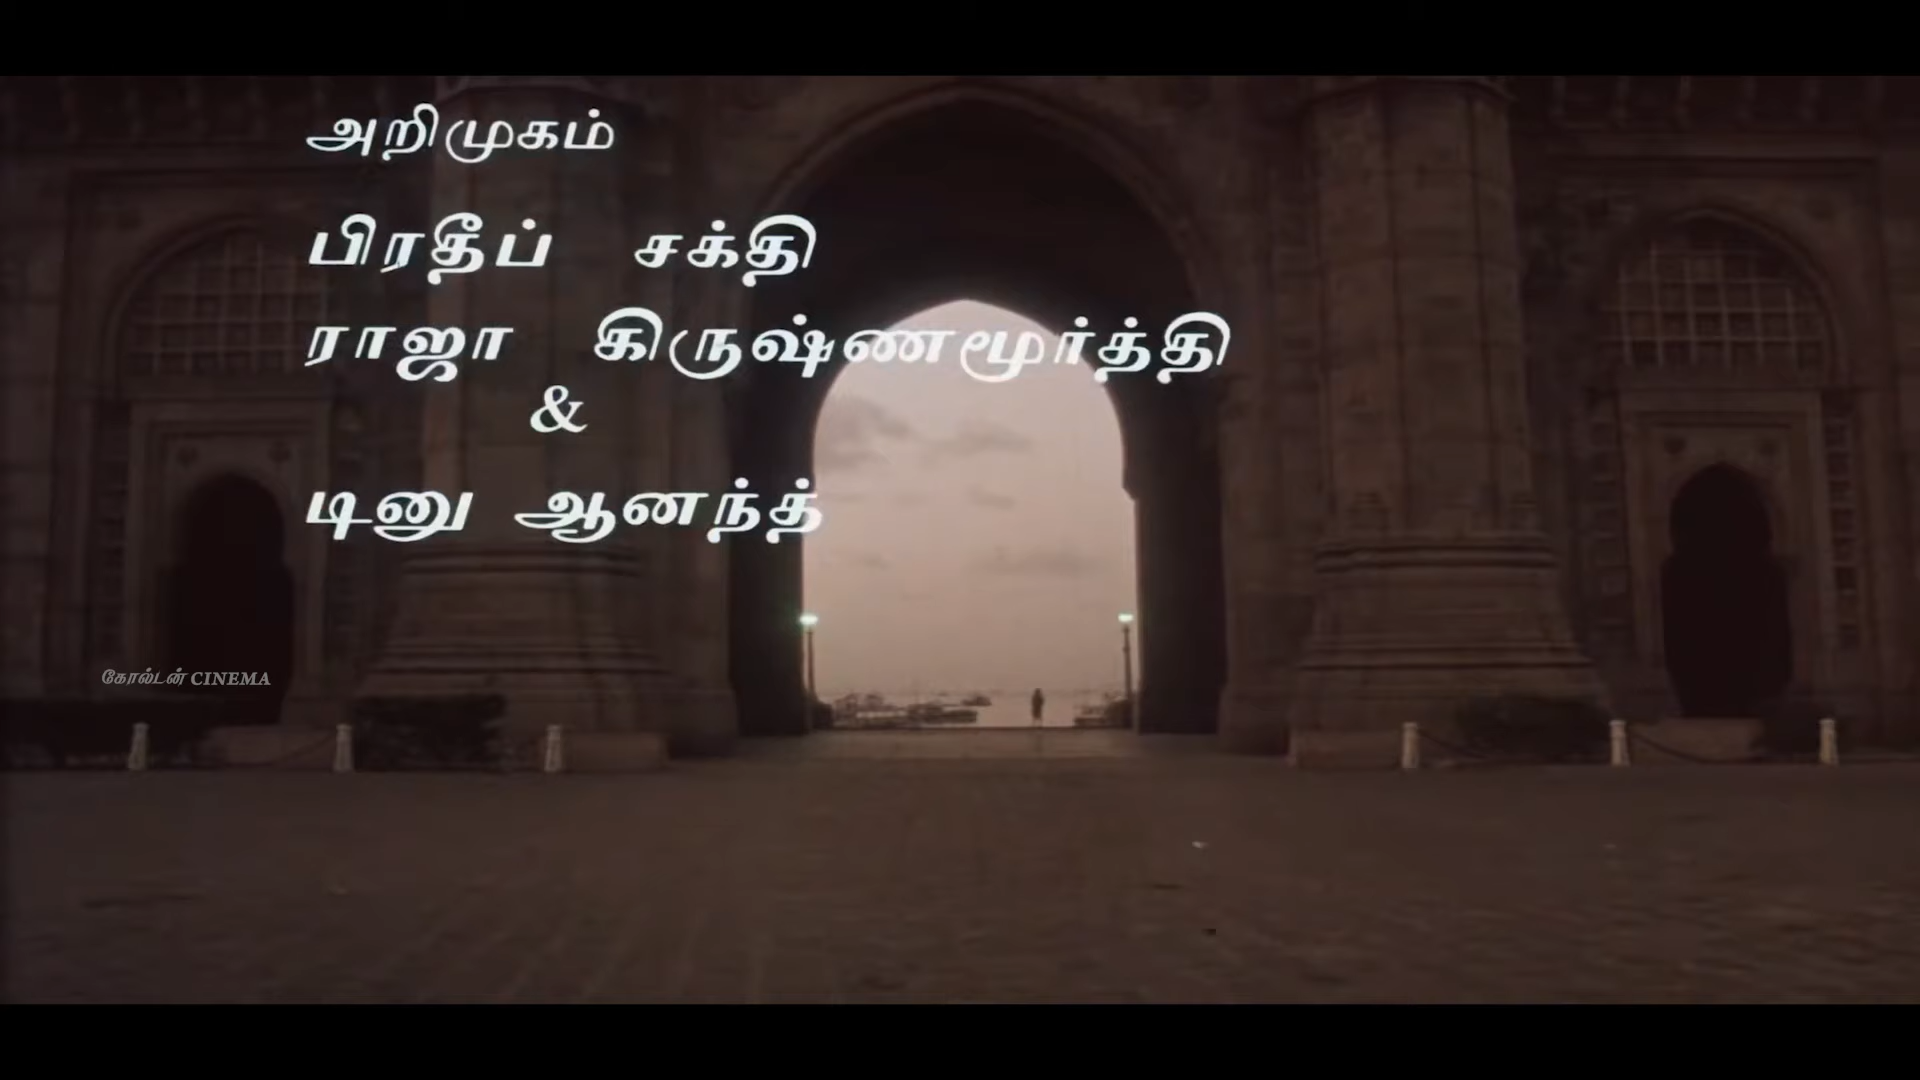 அறிமுகம்
பிரதீப் சக்தி
ராஜா கிருஷ்ணமூர்த்தி
&
டினு ஆனந்த்
கோல்டன் CINEMA